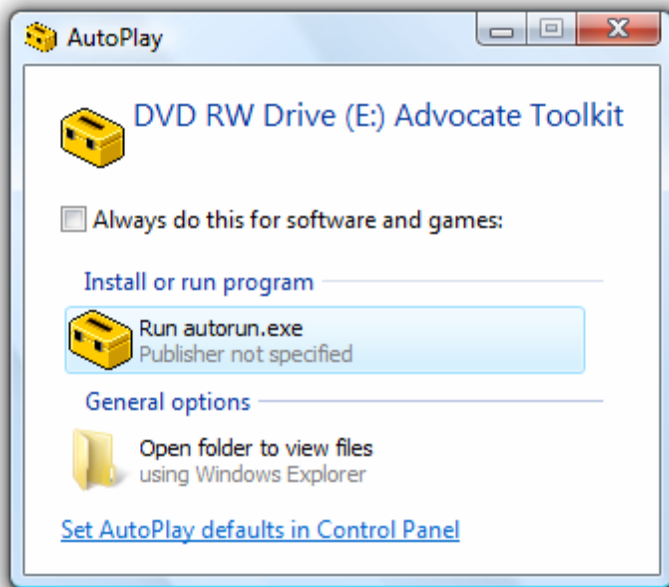 AutoPlay
DVD RW Drive (E:) Advocate Toolkit
Always do this for software and games:
Install or run program
Run autorun.exe
Publisher not specified
General options
Open folder to view files
using Windows Explorer
Set AutoPlay defaults in Control Panel